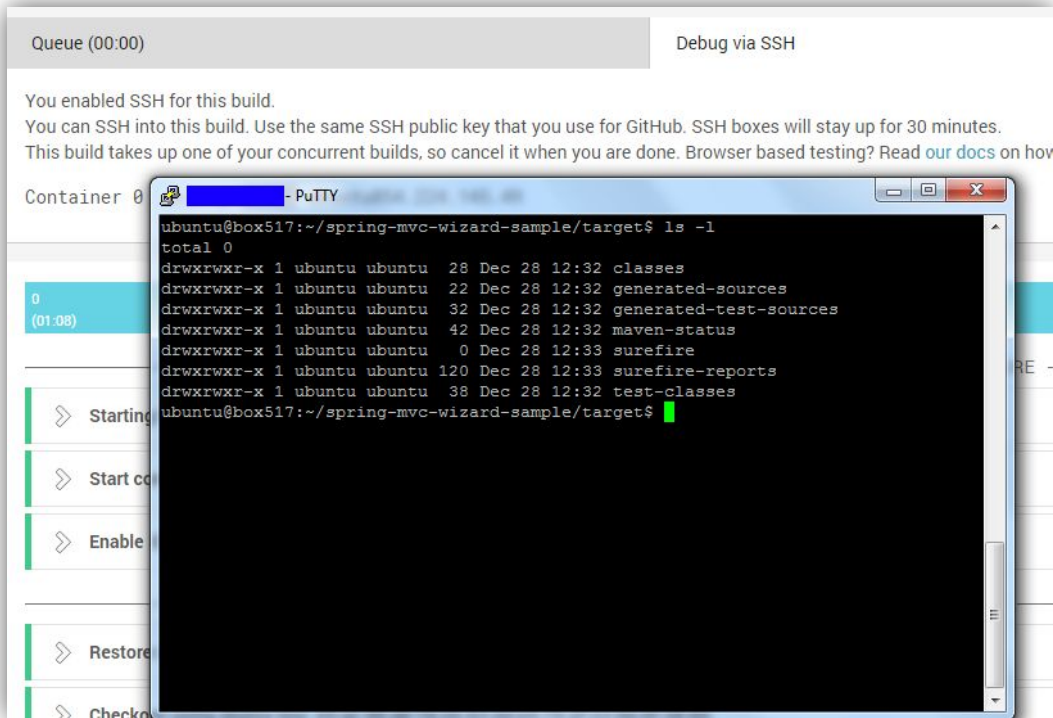 Queue (00:00)
Debug via SSH
You enabled SSH for this build.
You can SSH into this build. Use the same SSH public key that you use for GitHub. SSH boxes will stay up for 30 minutes.
This build takes up one of your concurrent builds, so cancel it when you are done. Browser based testing? Read our docs on how
Container 0
- PuTTY
ubuntu@box517:~/spring-mvc-wizard-sample/target$ ls -l
total 0
drwxrwxr-x 1 ubuntu ubuntu  28 Dec 28 12:32 classes
drwxrwxr-x 1 ubuntu ubuntu  22 Dec 28 12:32 generated-sources
drwxrwxr-x 1 ubuntu ubuntu  32 Dec 28 12:32 generated-test-sources
drwxrwxr-x 1 ubuntu ubuntu  42 Dec 28 12:32 maven-status
drwxrwxr-x 1 ubuntu ubuntu   0 Dec 28 12:33 surefire
drwxrwxr-x 1 ubuntu ubuntu 120 Dec 28 12:33 surefire-reports
drwxrwxr-x 1 ubuntu ubuntu  38 Dec 28 12:32 test-classes
ubuntu@box517:~/spring-mvc-wizard-sample/target$
0
(01:08)
RE -
Starting
Start co
Enable
Restore
Checko